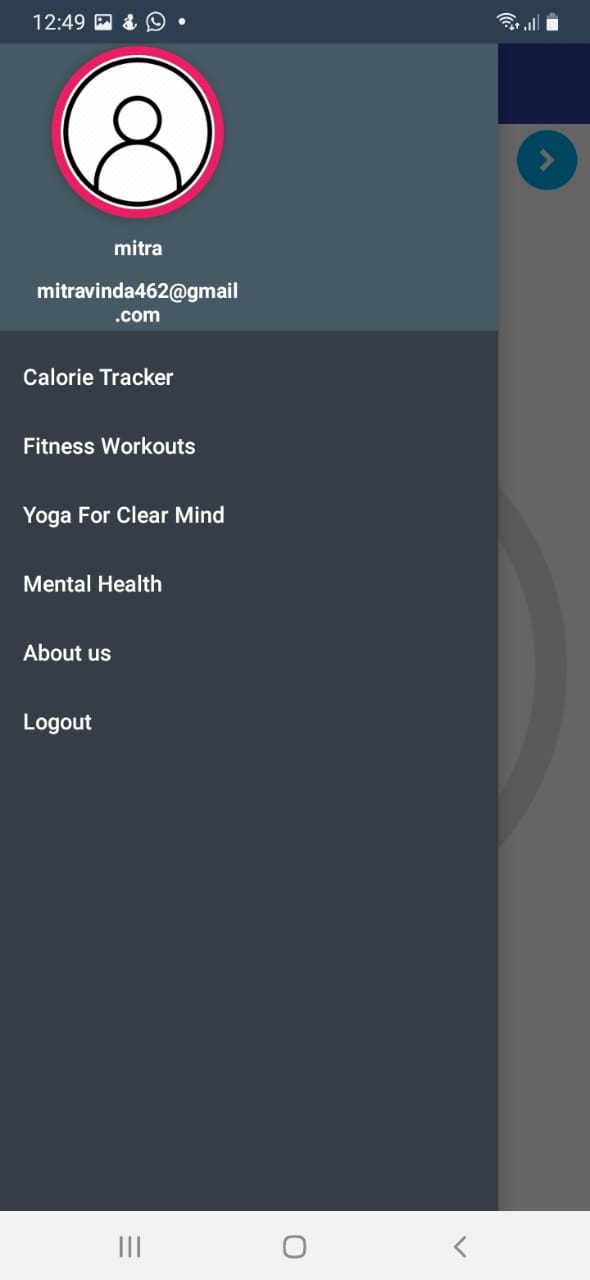 12:49
mitra
mitravinda462@gmail
.com
Calorie Tracker
Fitness Workouts
Yoga For Clear Mind
Mental Health
About us
Logout